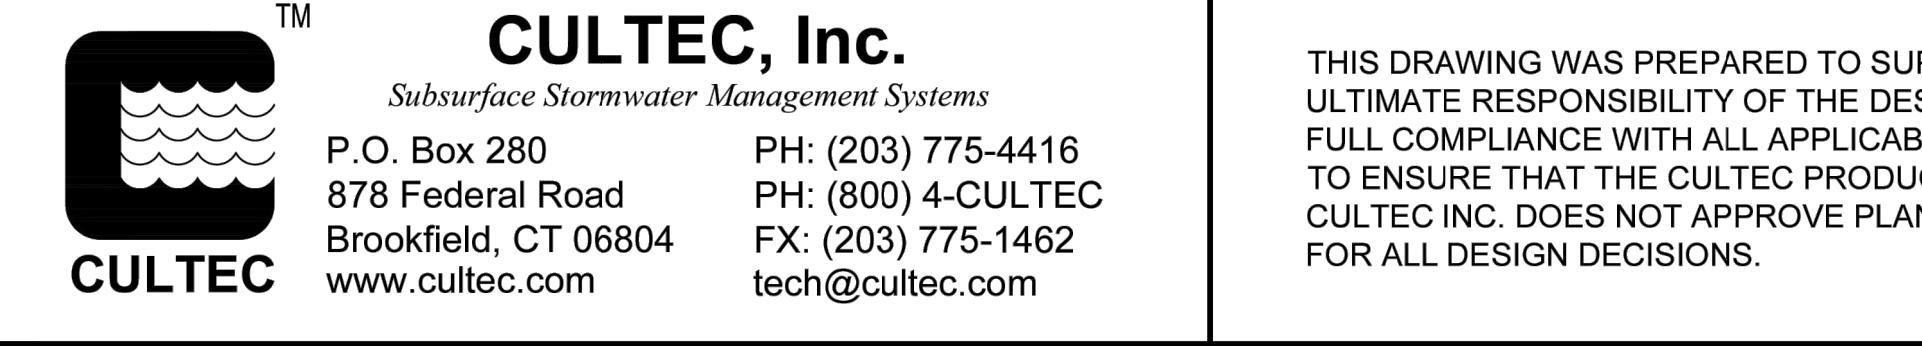 TM
CULTEC
CULTEC, Inc.
Subsurface Stormwater Management Systems
P.O. Box 280
878 Federal Road
Brookfield, CT 06804
www.cultec.com
PH: (203) 775-4416
PH: (800) 4-CULTEC
FX: (203) 775-1462
tech@cultec.com
THIS DRAWING WAS PREPARED TO
ULTIMATE RESPONSIBILITY OF THE
FULL COMPLIANCE WITH ALL
TO ENSURE THAT THE CULTEC
CULTEC INC. DOES NOT APPROVE
FOR ALL DESIGN DECISIONS.